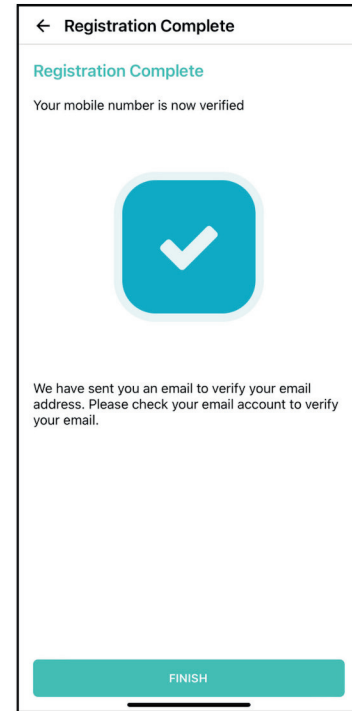 Registration Complete
Registration Complete
Your mobile number is now verified
We have sent you an email to verify your email
address. Please check your email account to verify
your email.
FINISH